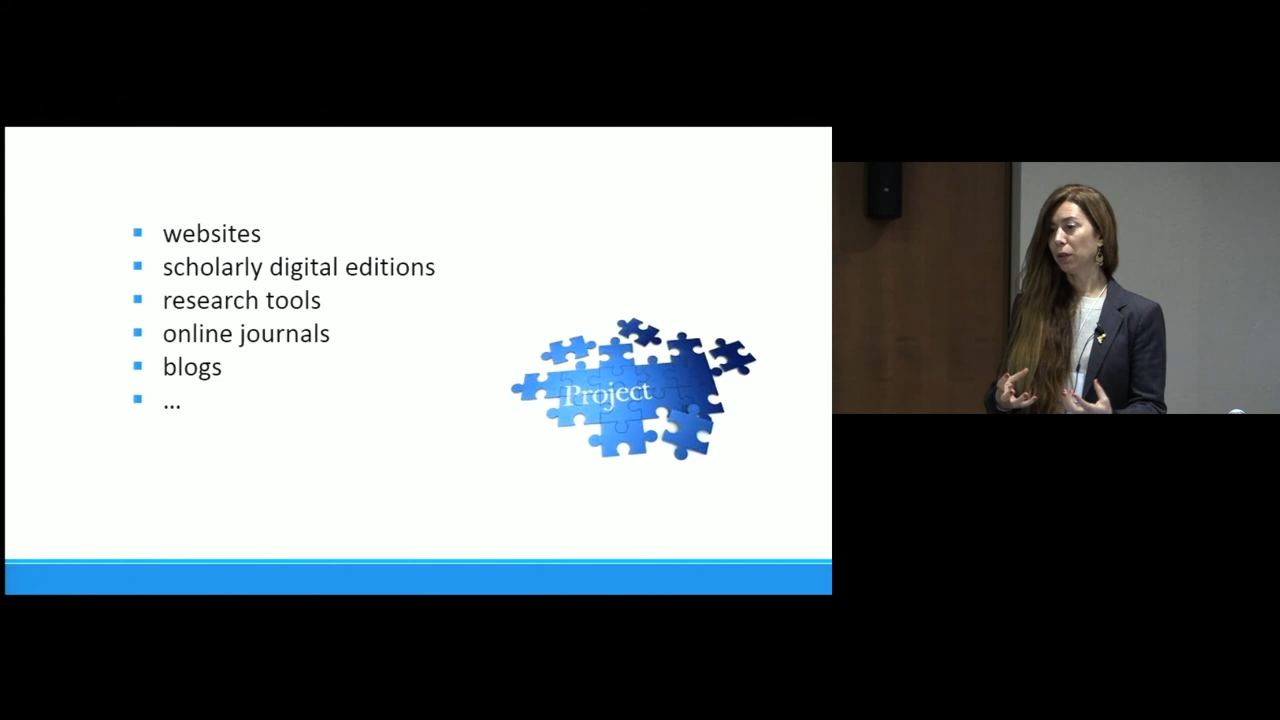 websites
scholarly digital editions
research tools
online journals
blogs
...
Project